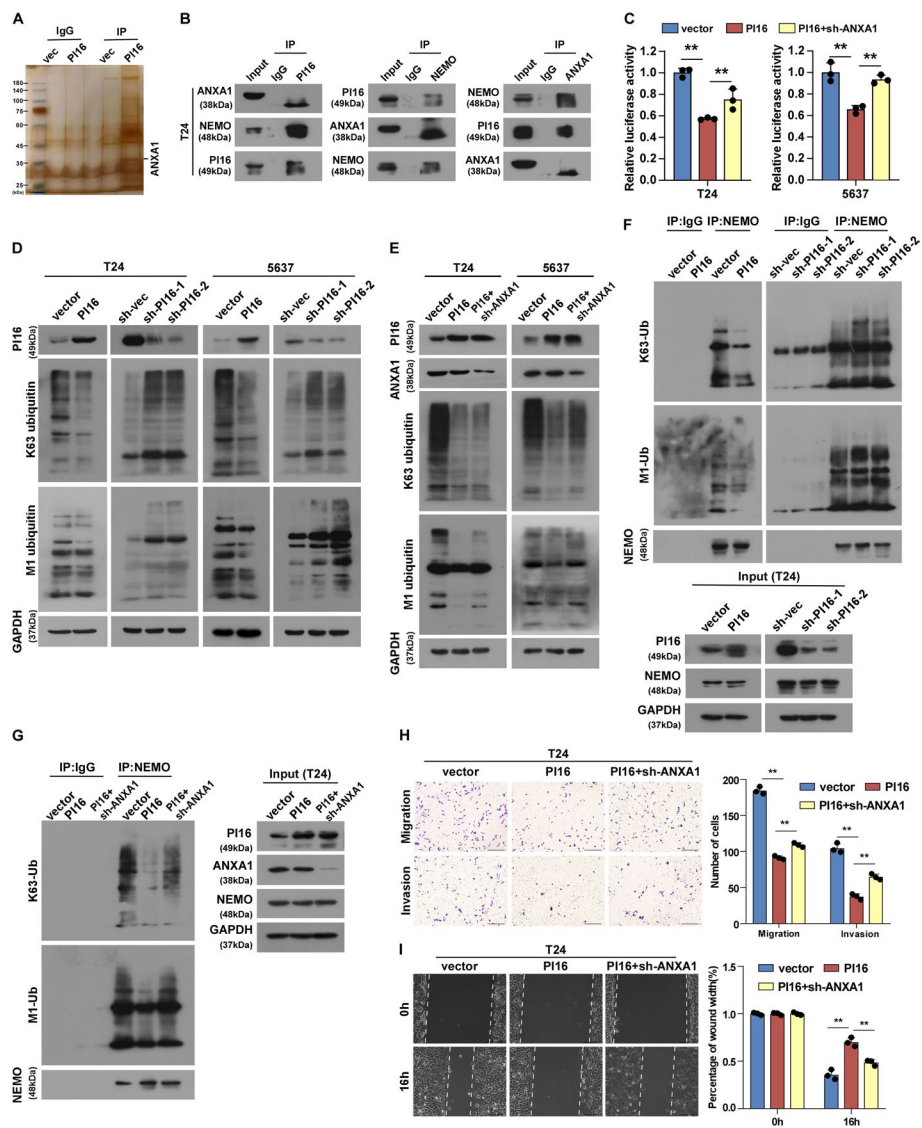 A
IgG IP
vec PI16 vec PI16
180
140
100
75
60
45
35
25
(kDa)
ANXA1
B
IP IP IP
Input IgG PI16 Input IgG NEMO Input IgG ANXA1
T24
ANXA1 (38kDa)
NEMO (48kDa)
PI16 (49kDa)
PI16 (49kDa)
ANXA1 (38kDa)
NEMO (48kDa)
NEMO (48kDa)
PI16 (49kDa)
ANXA1 (38kDa)
C
vector PI16 PI16+sh-ANXA1
Relative luciferase activity
1.2
1.0
0.8
0.6
0.4
0.2
0.0
** **
T24
Relative luciferase activity
1.2
1.0
0.8
0.6
0.4
0.2
0.0
** **
5637
D
T24 5637
vector PI16 sh-vec sh-PI16-1 sh-PI16-2 vector PI16 sh-vec sh-PI16-1 sh-PI16-2
PI16 (49kDa)
K63 ubiquitin
M1 ubiquitin
GAPDH (37kDa)
E
T24 5637
vector PI16 PI16+ sh-ANXA1 vector PI16 PI16+ sh-ANXA1
PI16 (49kDa)
ANXA1 (38kDa)
K63 ubiquitin
M1 ubiquitin
GAPDH (37kDa)
F
IP:IgG IP:NEMO IP:IgG IP:NEMO
vector PI16 vector PI16 sh-vec sh-PI16-1 sh-PI16-2 sh-vec sh-PI16-1 sh-PI16-2
K63-Ub
M1-Ub
NEMO (48kDa)
Input (T24)
vector PI16 sh-vec sh-PI16-1 sh-PI16-2
PI16 (49kDa)
NEMO (48kDa)
GAPDH (37kDa)
G
IP:IgG IP:NEMO
vector PI16 PI16+ sh-ANXA1 vector PI16 PI16+ sh-ANXA1
K63-Ub
M1-Ub
NEMO (48kDa)
Input (T24)
vector PI16 PI16+ sh-ANXA1
PI16 (49kDa)
ANXA1 (38kDa)
NEMO (48kDa)
GAPDH (37kDa)
H
T24
vector PI16 PI16+sh-ANXA1
Migration
Invasion
vector
PI16
PI16+sh-ANXA1
Number of cells
200
150
100
50
0
** ** ** **
Migration Invasion
I
T24
vector PI16 PI16+sh-ANXA1
0h
16h
vector PI16
PI16+sh-ANXA1
Percentage of wound width(%)
1.5
1.0
0.5
0.0
** **
0h 16h